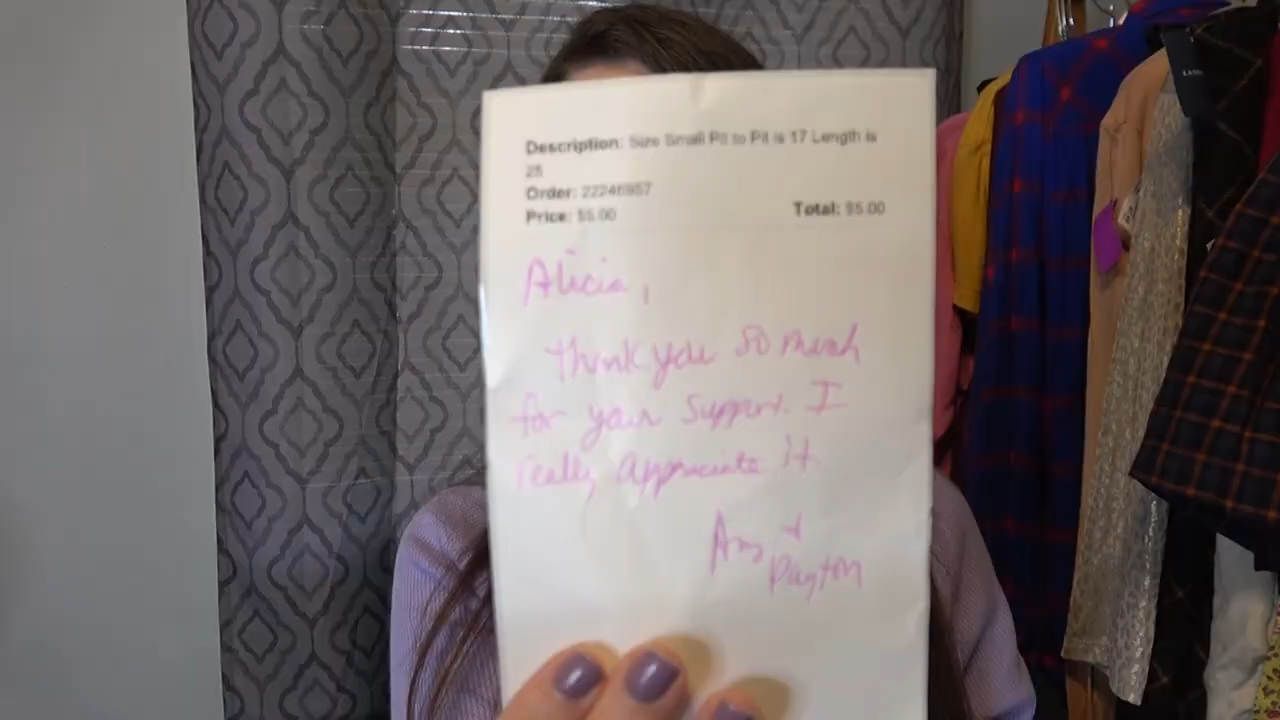 Description: Size Small Pit to Pit is 17 Length is
25
Order: 22246957
Price: $5.00 Total: $5.00
Alicia,
Thank you so much
for your support. I
really appreciate it
Amy +
Payton